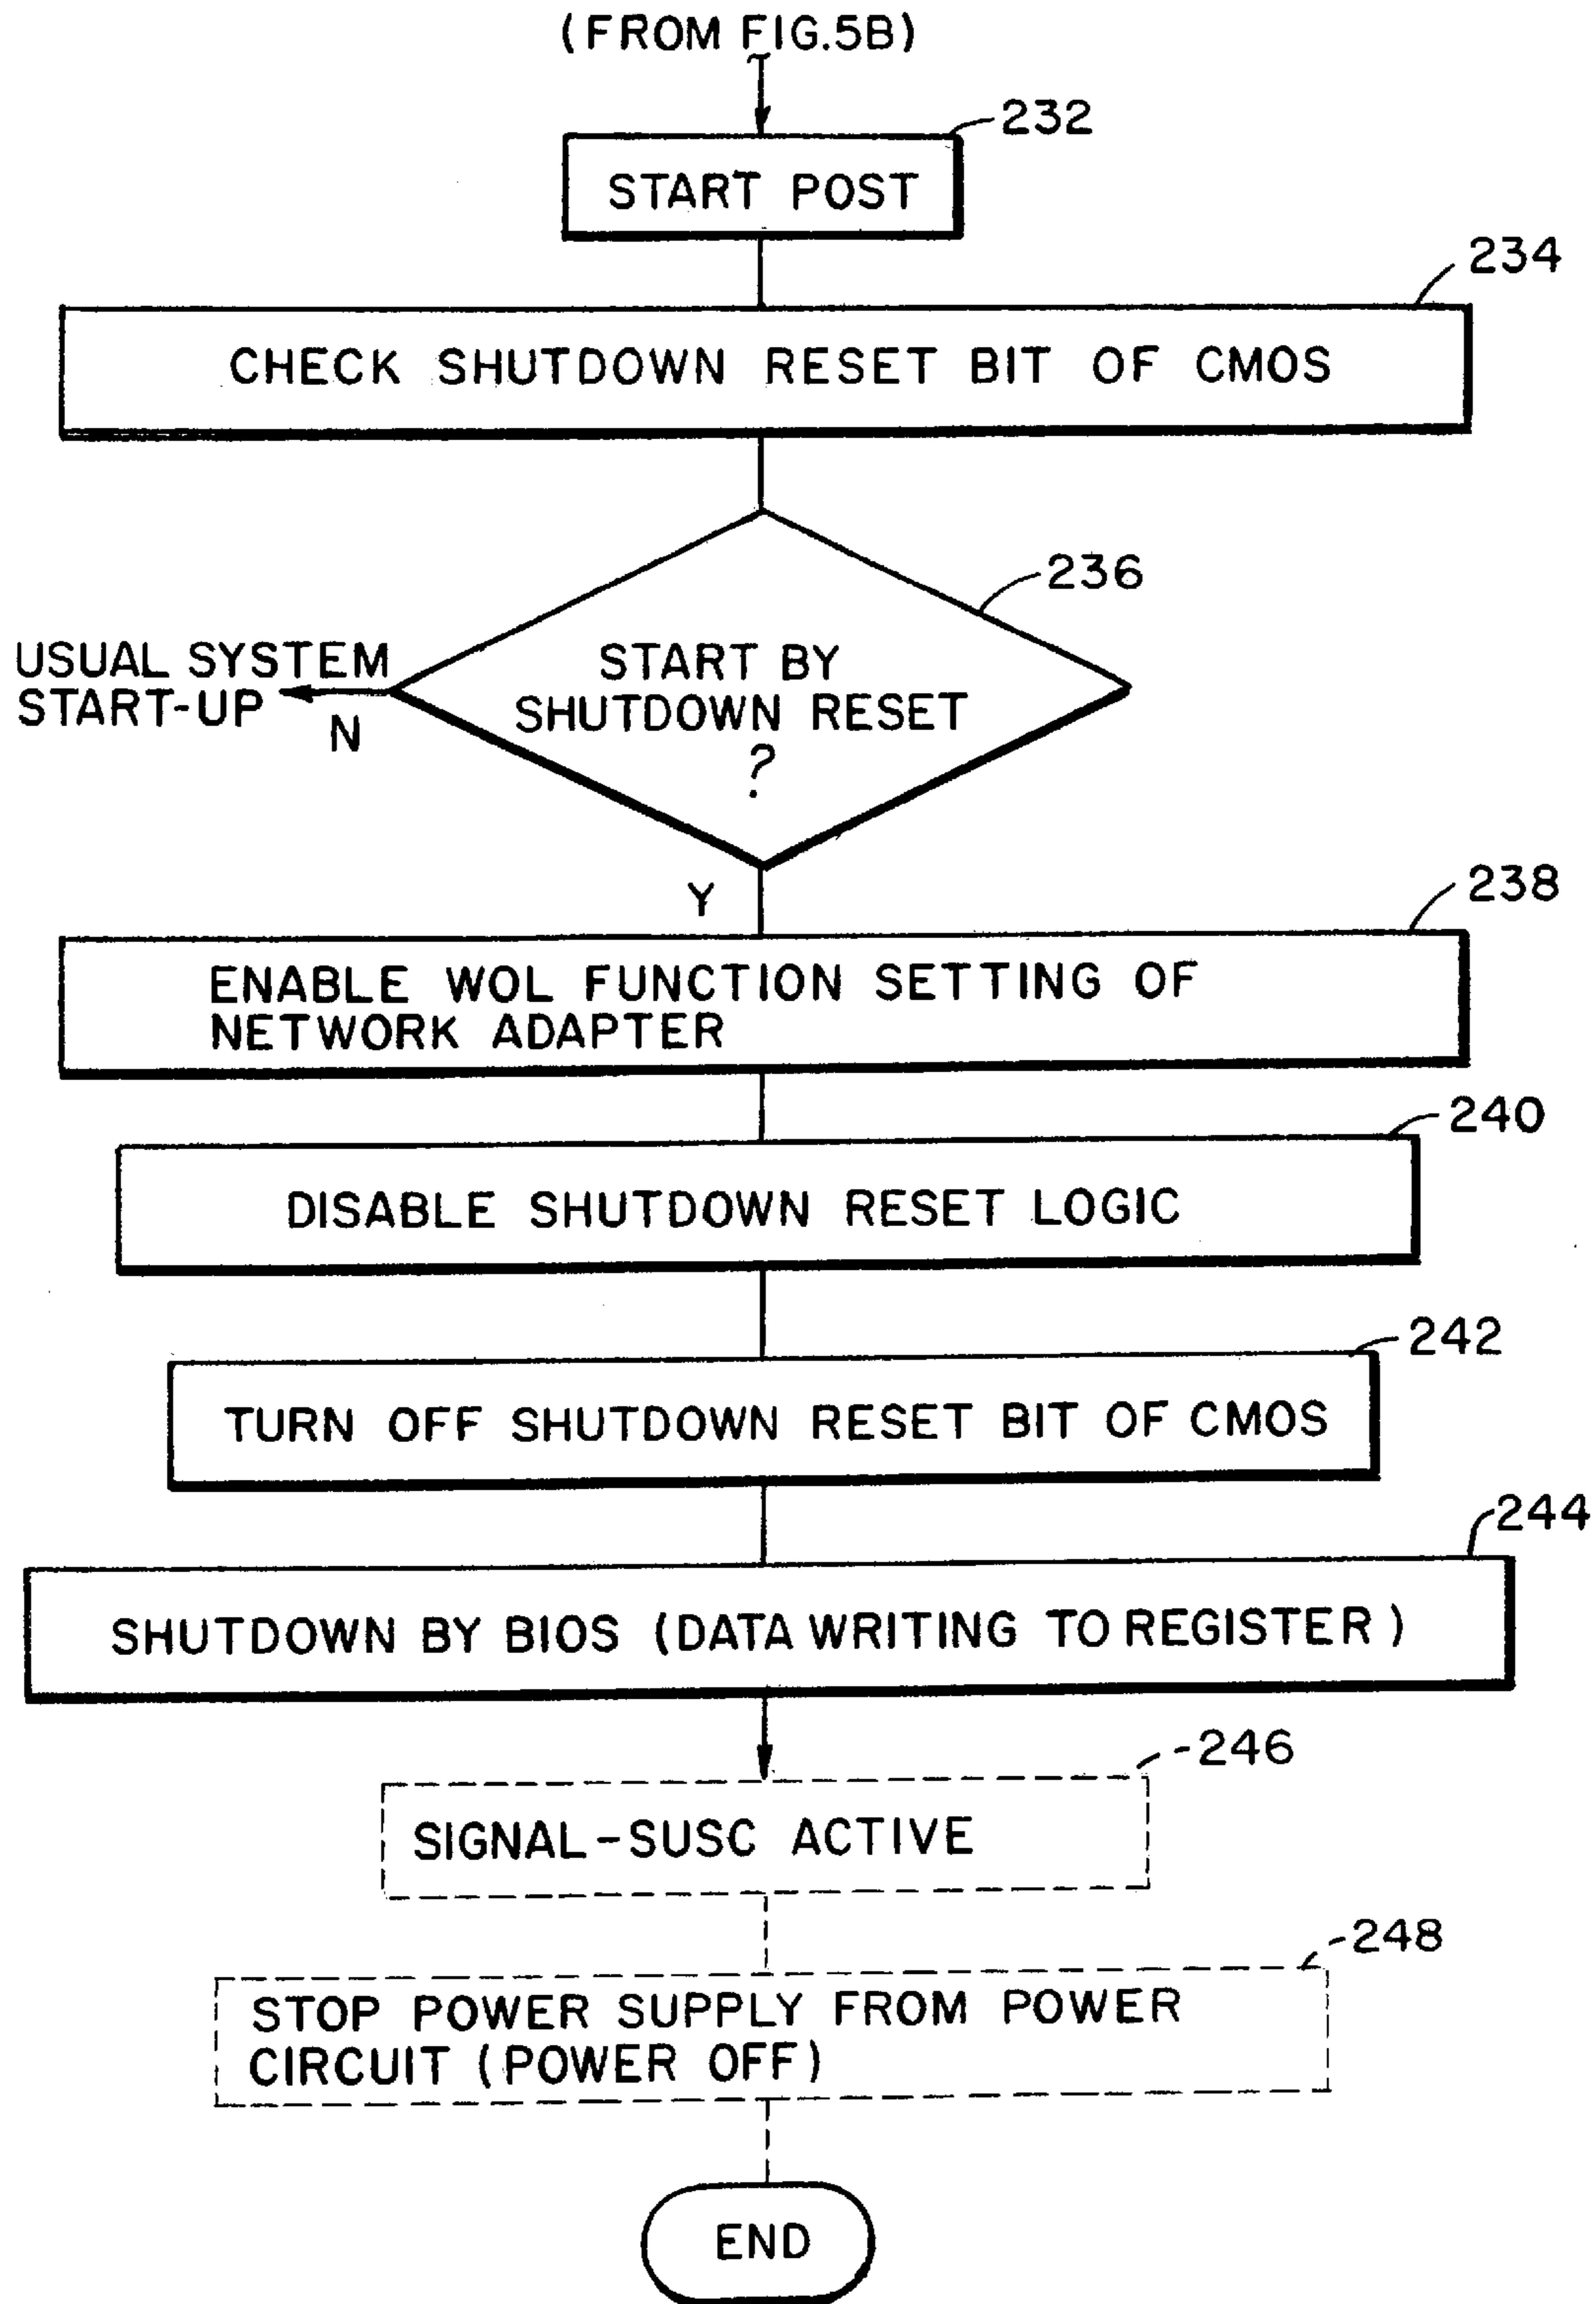 (FROM FIG.5B)
232
START POST
234
CHECK SHUTDOWN RESET BIT OF CMOS
236
START BY
SHUTDOWN RESET
?
USUAL SYSTEM
START-UP
N
Y
238
ENABLE WOL FUNCTION SETTING OF
NETWORK ADAPTER
240
DISABLE SHUTDOWN RESET LOGIC
242
TURN OFF SHUTDOWN RESET BIT OF CMOS
244
SHUTDOWN BY BIOS (DATA WRITING TO REGISTER)
246
SIGNAL-SUSC ACTIVE
248
STOP POWER SUPPLY FROM POWER
CIRCUIT (POWER OFF)
END